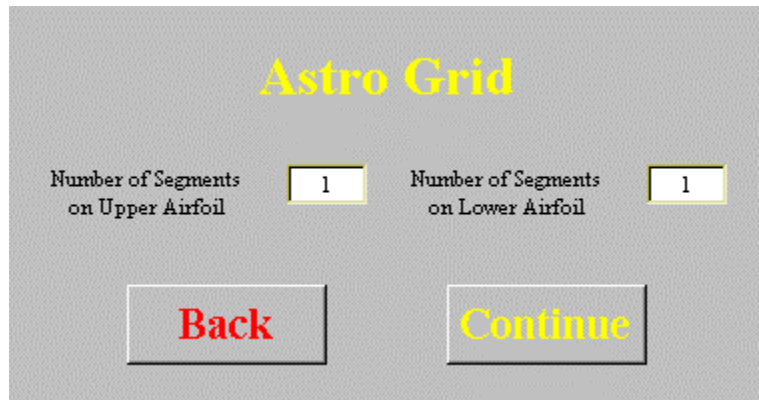 Astro Grid
Number of Segments
on Upper Airfoil
1
Number of Segments
on Lower Airfoil
1
Back
Continue